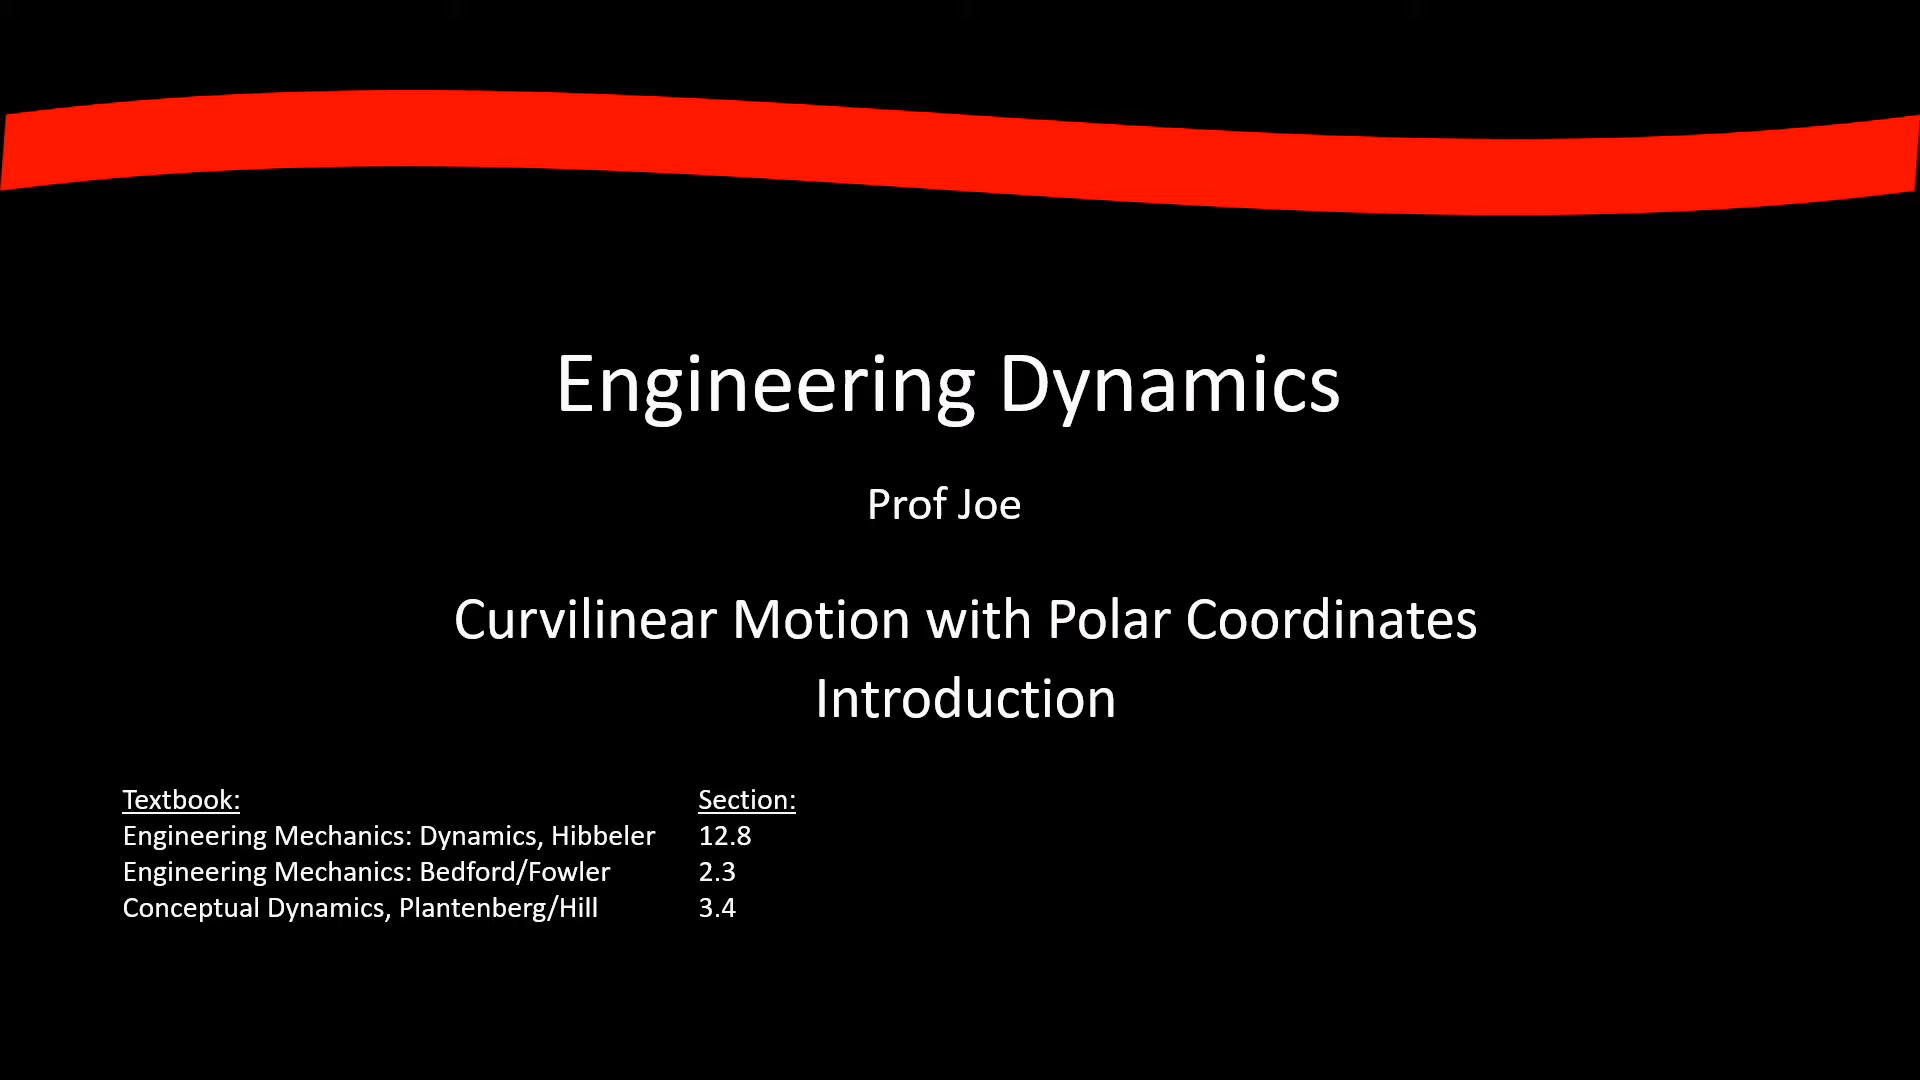 Engineering Dynamics
Prof Joe
Curvilinear Motion with Polar Coordinates
Introduction
Textbook: Section:
Engineering Mechanics: Dynamics, Hibbeler 12.8
Engineering Mechanics: Bedford/Fowler 2.3
Conceptual Dynamics, Plantenberg/Hill 3.4